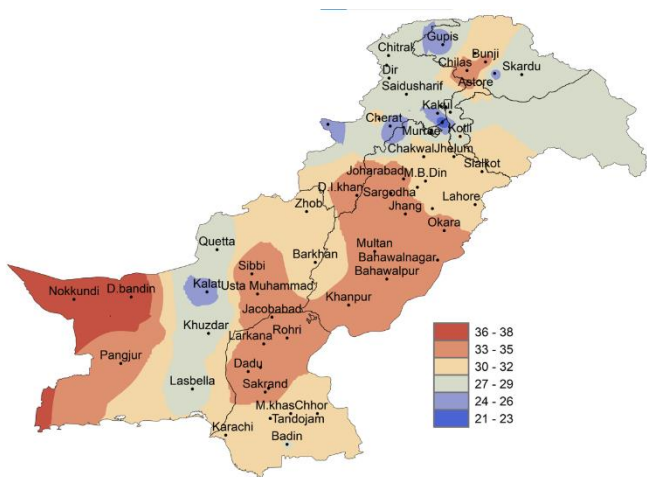 Gupis
Chitral
Bunji
Chilas
Skardu
Dir
Astore
Saidusharif
Kakul
Cherat
Murree
Kotli
Chakwal
Jhelum
Sialkot
Joharabad
M.B.Din
D.I.khan
Sargodha
Zhob
Jhang
Lahore
Okara
Quetta
Multan
Barkhan
Bahawalnagar
Sibbi
Bahawalpur
Nokkundi
D.bandin
Kalat
Usta Muhammad
Khanpur
Jacobabad
Khuzdar
Larkana
Rohri
Pangjur
Dadu
Lasbella
Sakrand
M.khas
Chhor
Tandojam
Karachi
Badin
36 - 38
33 - 35
30 - 32
27 - 29
24 - 26
21 - 23